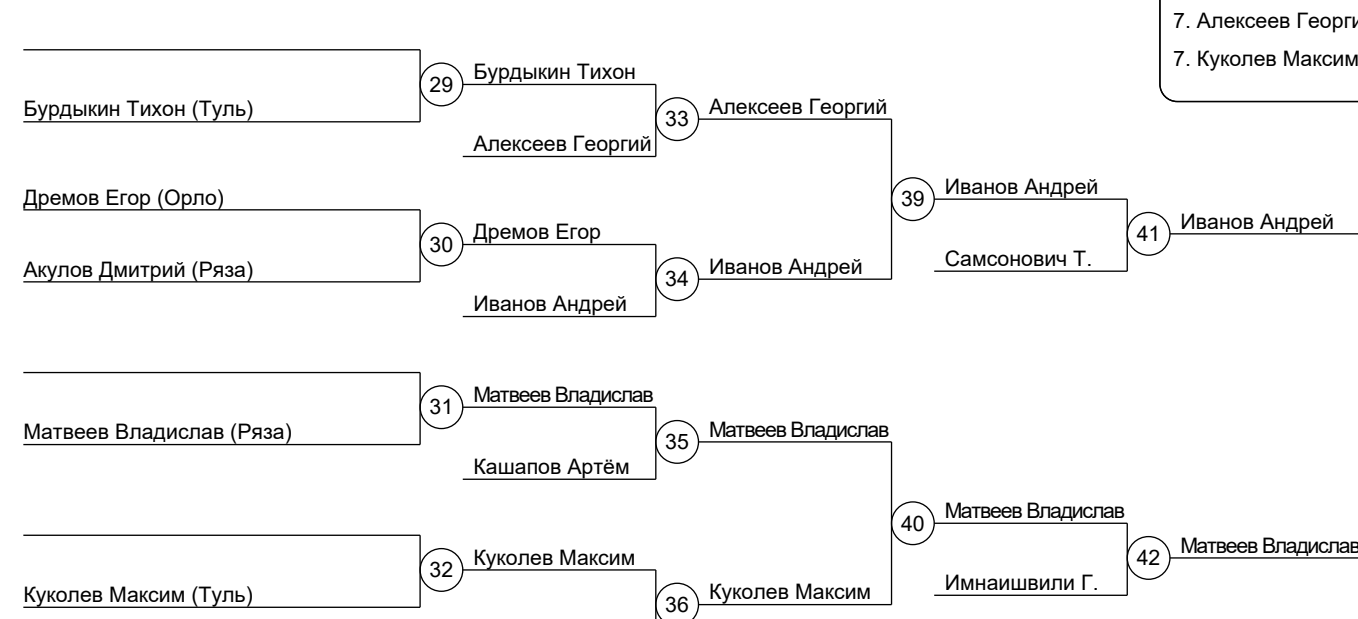 7. Алексеев Георги
7. Куколев Максим
Бурдыкин Тихон (Туль)
29
Бурдыкин Тихон
Алексеев Георгий
33
Алексеев Георгий
Дремов Егор (Орло)
Акулов Дмитрий (Ряза)
30
Дремов Егор
Иванов Андрей
34
Иванов Андрей
39
Иванов Андрей
Самсонович Т.
41
Иванов Андрей
Матвеев Владислав (Ряза)
31
Матвеев Владислав
Кашапов Артём
35
Матвеев Владислав
Куколев Максим (Туль)
32
Куколев Максим
36
Куколев Максим
40
Матвеев Владислав
Имнаишвили Г.
42
Матвеев Владислав